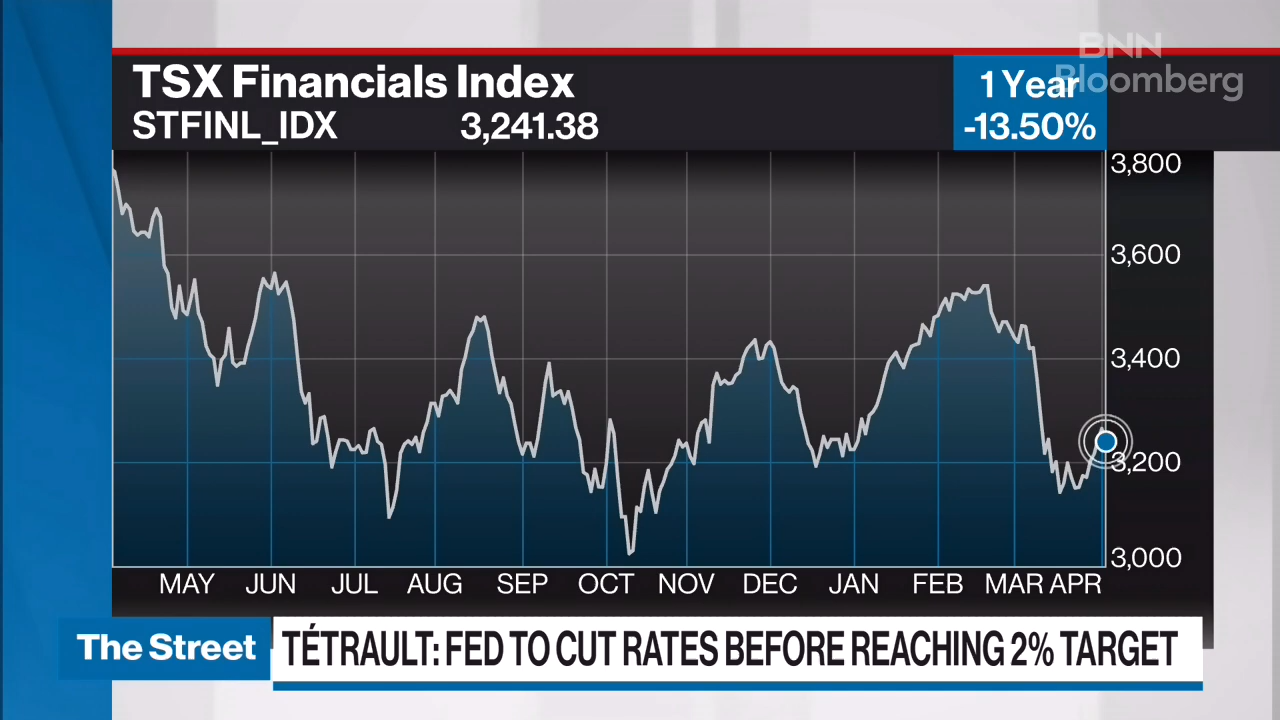 BNN
Bloomberg
TSX Financials Index
STFINL_IDX 3,241.38
1 Year
-13.50%
3,800
3,600
3,400
3,200
3,000
MAY JUN JUL AUG SEP OCT NOV DEC JAN FEB MAR APR
The Street
TÉTRAULT: FED TO CUT RATES BEFORE REACHING 2% TARGET